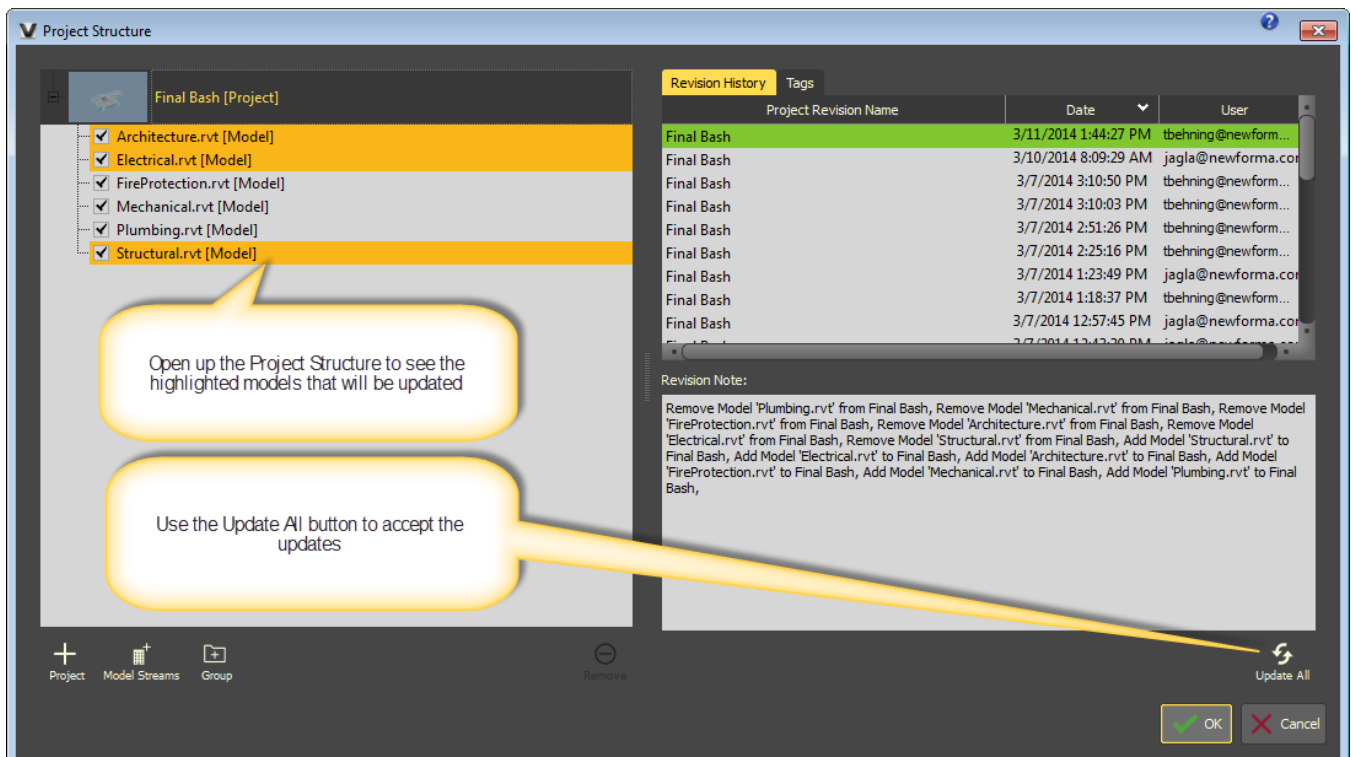 Project Structure
Final Bash [Project]
Architecture.rvt [Model]
Electrical.rvt [Model]
FireProtection.rvt [Model]
Mechanical.rvt [Model]
Plumbing.rvt [Model]
Structural.rvt [Model]
Open up the Project Structure to see the
highlighted models that will be updated
Use the Update All button to accept the
updates
Project
Model Streams
Group
Remove
Revision History Tags
Project Revision Name Date User
Final Bash 3/11/2014 1:44:27 PM tbehning@newform...
Final Bash 3/10/2014 8:09:29 AM jagla@newforma.cor
Final Bash 3/7/2014 3:10:50 PM tbehning@newform...
Final Bash 3/7/2014 3:10:03 PM tbehning@newform...
Final Bash 3/7/2014 2:51:26 PM tbehning@newform...
Final Bash 3/7/2014 2:25:16 PM tbehning@newform...
Final Bash 3/7/2014 1:23:49 PM jagla@newforma.cor
Final Bash 3/7/2014 1:18:37 PM tbehning@newform...
Final Bash 3/7/2014 12:57:45 PM jagla@newforma.cor
Revision Note:
Remove Model 'Plumbing.rvt' from Final Bash, Remove Model 'Mechanical.rvt' from Final Bash, Remove Model
'FireProtection.rvt' from Final Bash, Remove Model 'Architecture.rvt' from Final Bash, Remove Model
'Electrical.rvt' from Final Bash, Remove Model 'Structural.rvt' from Final Bash, Add Model 'Structural.rvt' to
Final Bash, Add Model 'Electrical.rvt' to Final Bash, Add Model 'Architecture.rvt' to Final Bash, Add Model
'FireProtection.rvt' to Final Bash, Add Model 'Mechanical.rvt' to Final Bash, Add Model 'Plumbing.rvt' to Final
Bash,
Update All
OK
Cancel